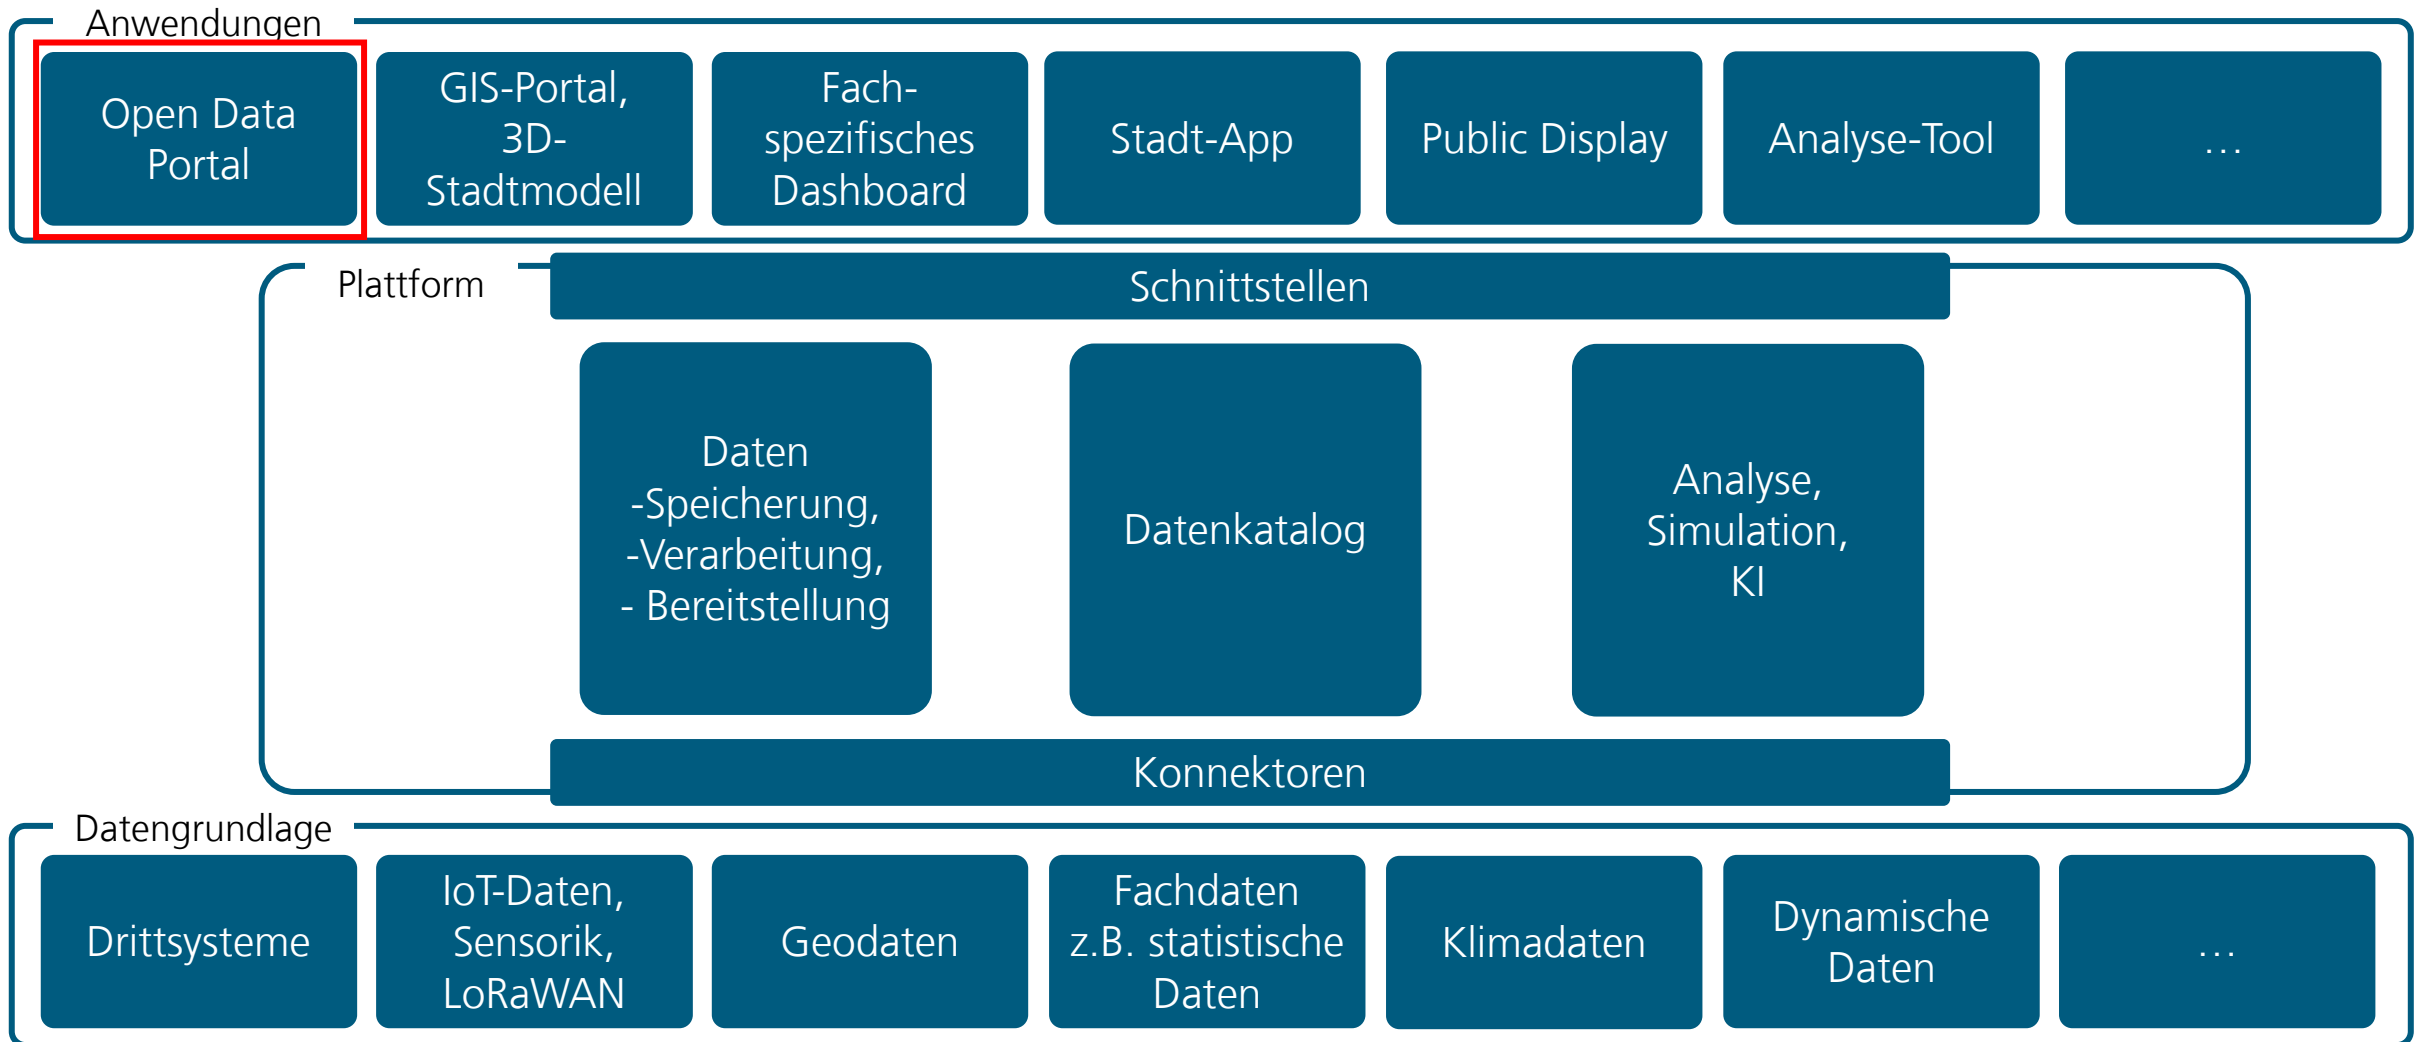 Anwendungen
Open Data
Portal
GIS-Portal,
3D-
Stadtmodell
Fach-
spezifisches
Dashboard
Stadt-App
Public Display
Analyse-Tool
...
Plattform
Schnittstellen
Daten
-Speicherung,
-Verarbeitung,
- Bereitstellung
Datenkatalog
Analyse,
Simulation,
KI
Konnektoren
Datengrundlage
Drittsysteme
IoT-Daten,
Sensorik,
LoRaWAN
Geodaten
Fachdaten
z.B. statistische
Daten
Klimadaten
Dynamische
Daten
...